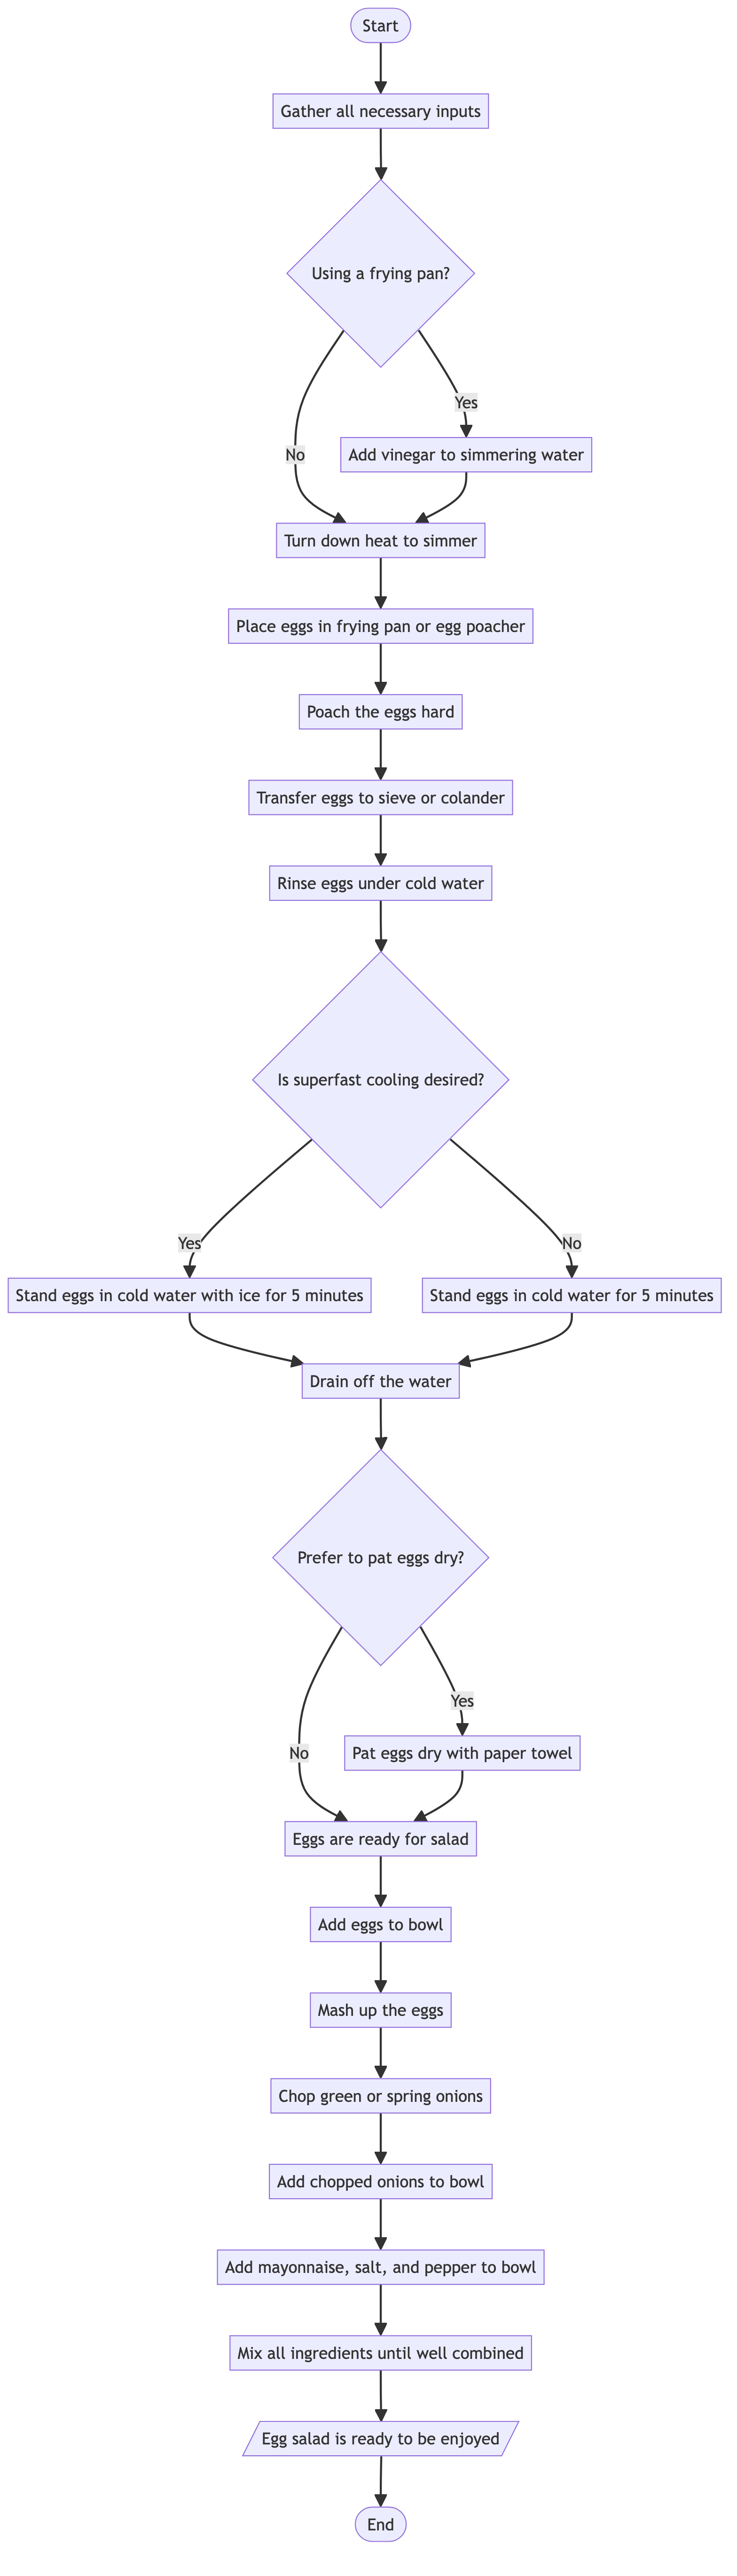 Start
Gather all necessary inputs
Using a frying pan?
Yes
No
Add vinegar to simmering water
Turn down heat to simmer
Place eggs in frying pan or egg poacher
Poach the eggs hard
Transfer eggs to sieve or colander
Rinse eggs under cold water
Is superfast cooling desired?
Yes
No
Stand eggs in cold water with ice for 5 minutes
Stand eggs in cold water for 5 minutes
Drain off the water
Prefer to pat eggs dry?
Yes
No
Pat eggs dry with paper towel
Eggs are ready for salad
Add eggs to bowl
Mash up the eggs
Chop green or spring onions
Add chopped onions to bowl
Add mayonnaise, salt, and pepper to bowl
Mix all ingredients until well combined
Egg salad is ready to be enjoyed
End